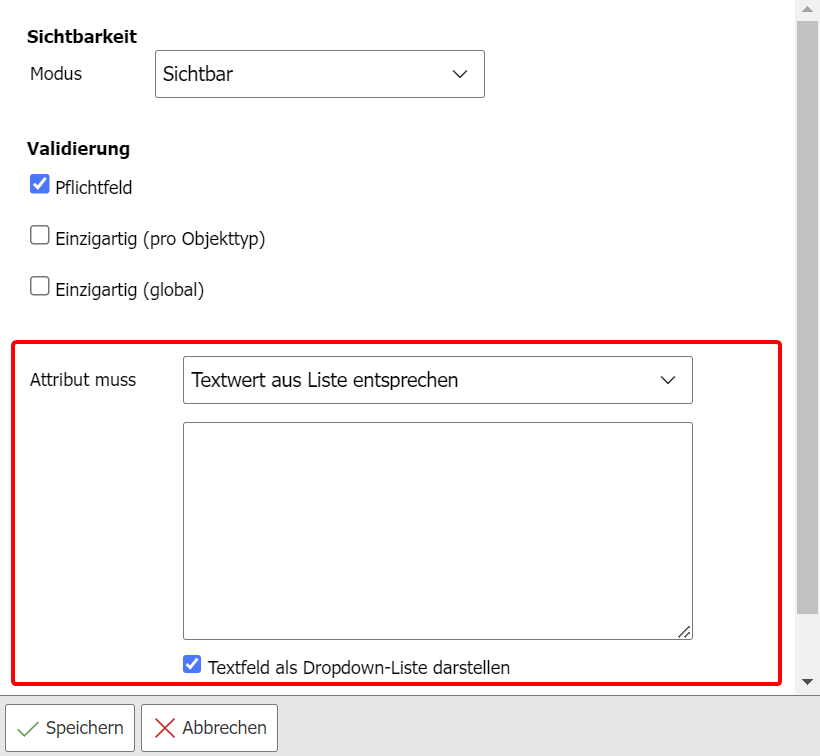 Sichtbarkeit
Modus
Sichtbar
Validierung
Pflichtfeld
Einzigartig (pro Objekttyp)
Einzigartig (global)
Attribut muss
Textwert aus Liste entsprechen
Textfeld als Dropdown-Liste darstellen
Speichern
Abbrechen